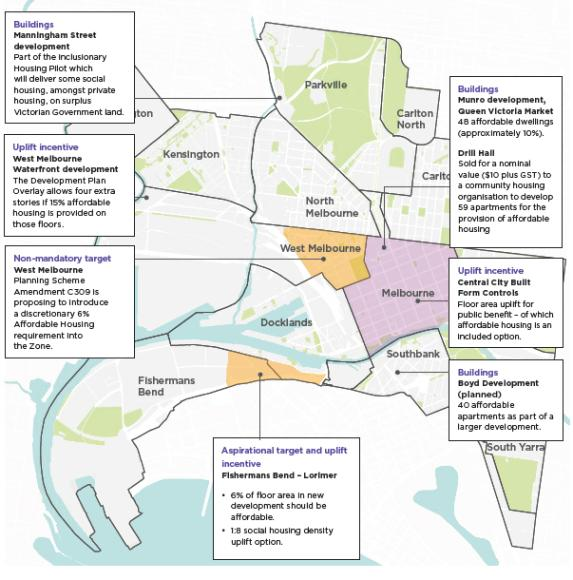 Buildings
Manningham Street
development
Part of the Inclusionary
Housing Pilot which
will deliver some social
housing, amongst private
housing, on surplus
Victorian Government land.
Uplift incentive
West Melbourne
Waterfront development
The Development Plan
Overlay allows four extra
stories if 15% affordable
housing is provided on
those floors.
Non-mandatory target
West Melbourne
Planning Scheme
Amendment C309 is
proposing to introduce
a discretionary 6%
Affordable Housing
requirement into
the Zone.
Parkville
Carlton
North
gton
Kensington
Carlto
North
Melbourne
West Melbourne
Melbourne
Docklands
Southbank
Fishermans
Bend
South Yarra
Buildings
Munro development,
Queen Victoria Market
48 affordable dwellings
(approximately 10%).
Drill Hall
Sold for a nominal
value ($10 plus GST) to
a community housing
organisation to develop
59 apartments for the
provision of affordable
housing
Uplift incentive
Central City Built
Form Controls
Floor area uplift for
public benefit – of which
affordable housing is an
included option.
Buildings
Boyd Development
(planned)
40 affordable
apartments as part of a
larger development.
Aspirational target and uplift
incentive
Fishermans Bend – Lorimer
• 6% of floor area in new
development should be
affordable.
• 1:8 social housing density
uplift option.